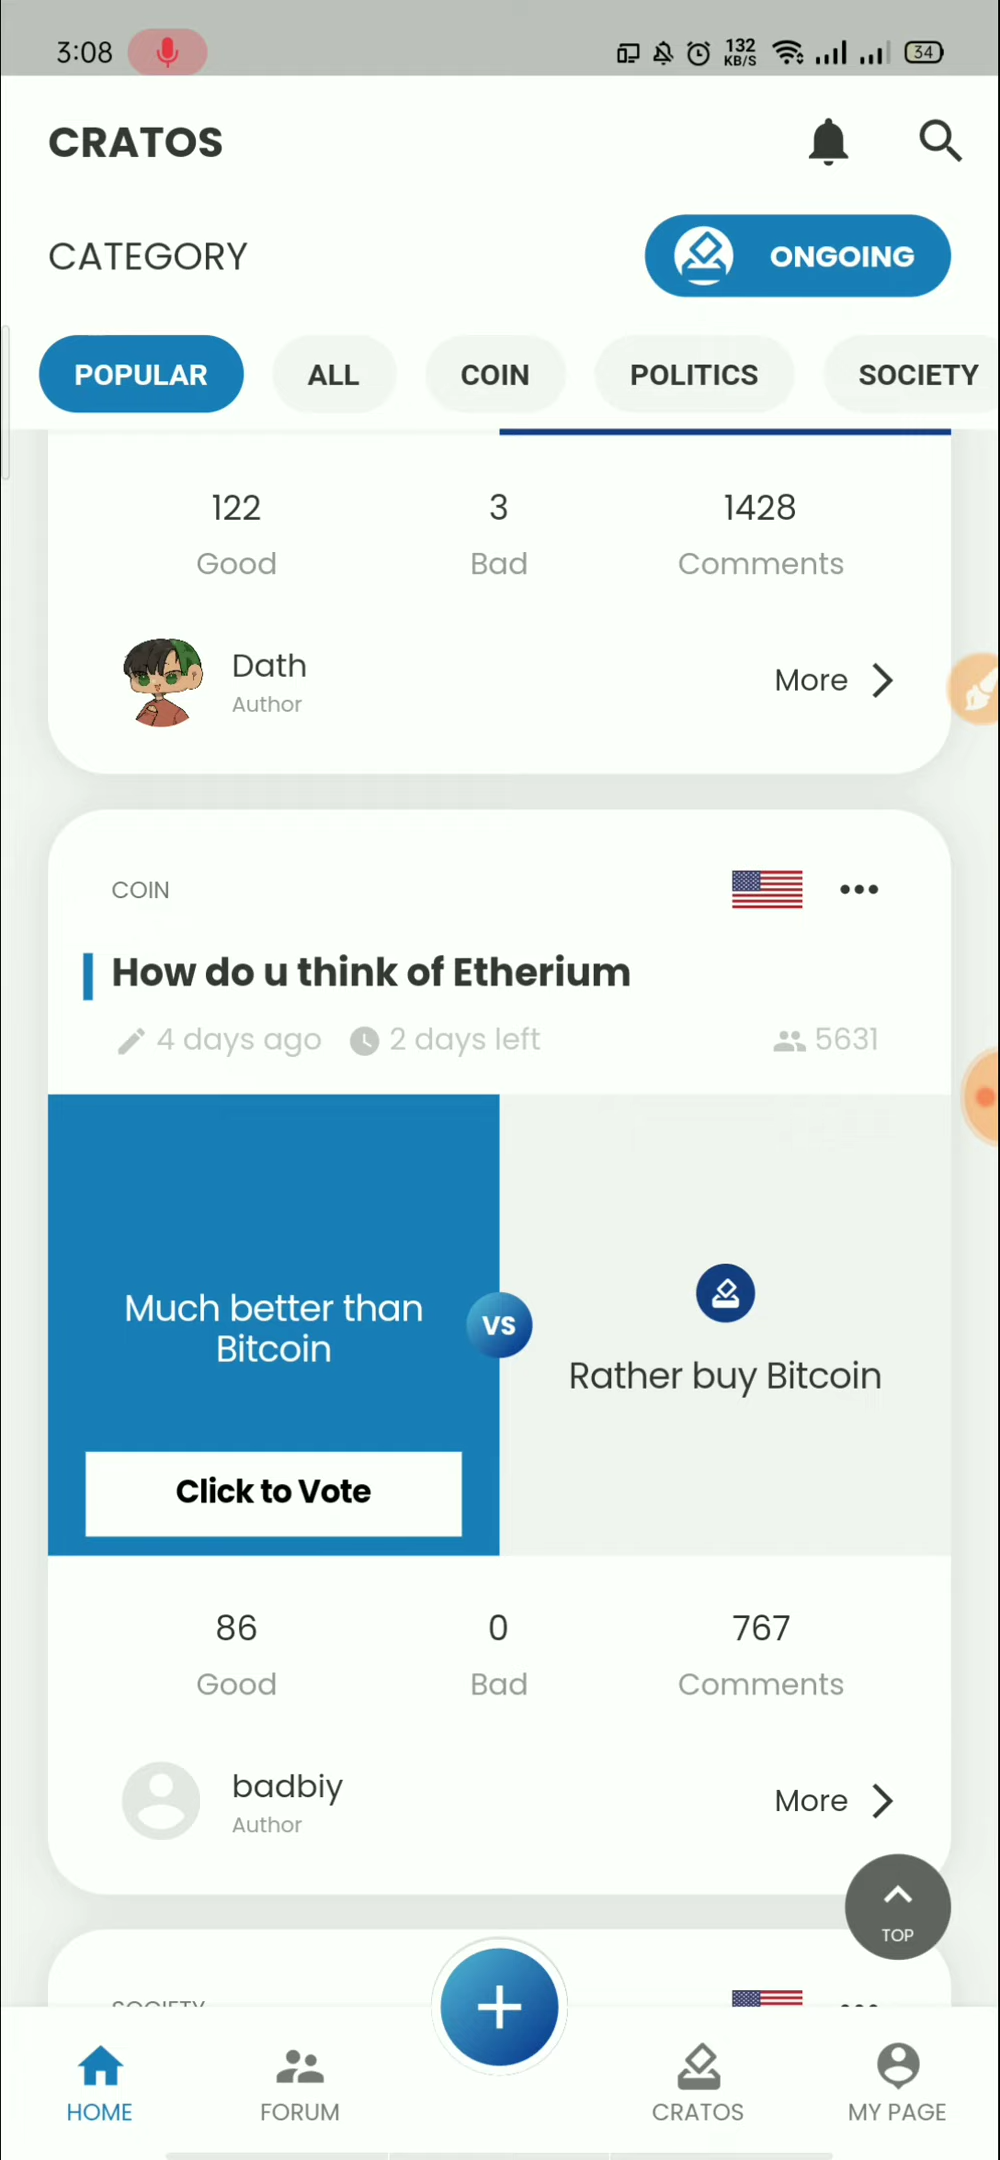 3:08
132
KB/S
34
CRATOS
CATEGORY
ONGOING
POPULAR
ALL
COIN
POLITICS
SOCIETY
122
3
1428
Good
Bad
Comments
Dath
Author
More
COIN
How do u think of Etherium
4 days ago
2 days left
5631
Much better than
Bitcoin
VS
Rather buy Bitcoin
Click to Vote
86
0
767
Good
Bad
Comments
badbiy
Author
More
TOP
SOCIETY
HOME
FORUM
CRATOS
MY PAGE